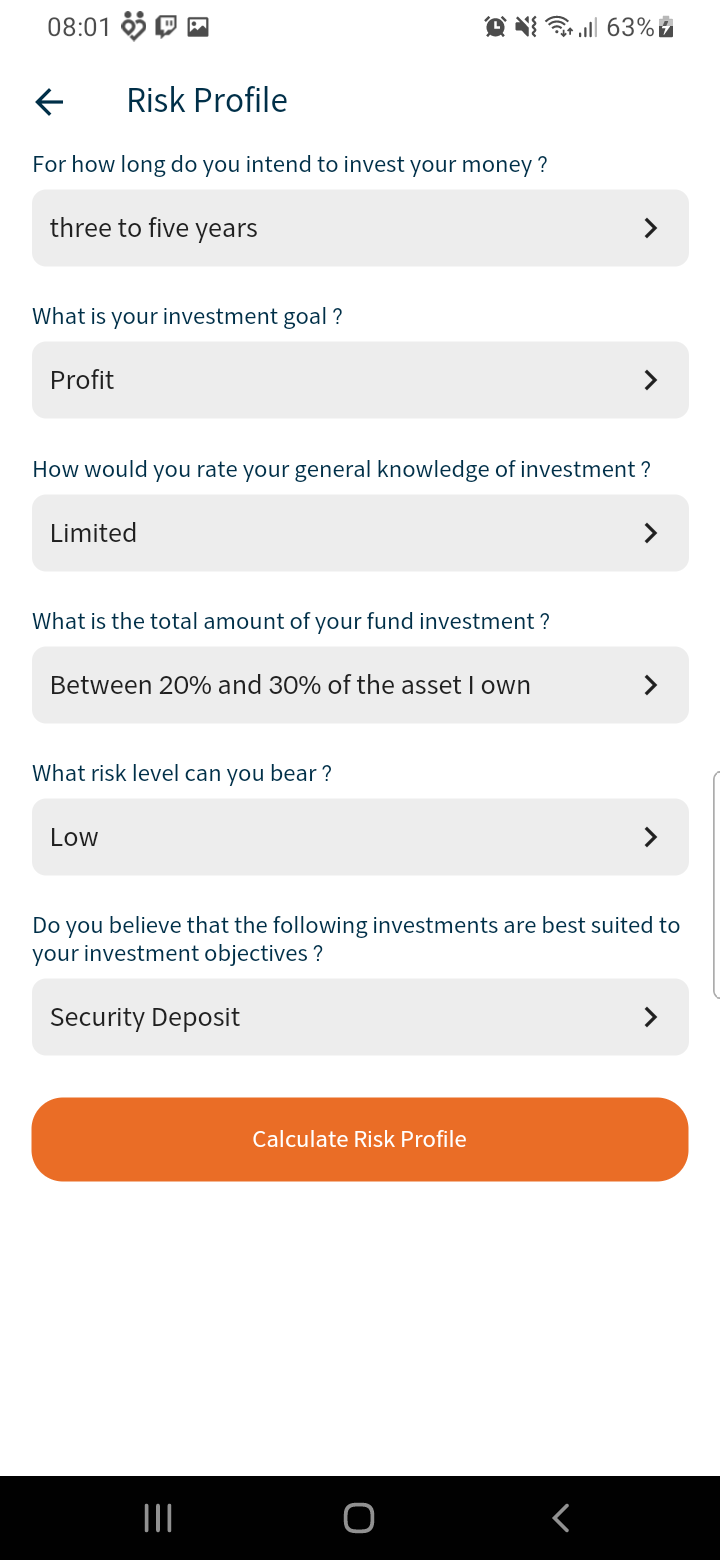 08:01
63%
Risk Profile
For how long do you intend to invest your money ?
three to five years
What is your investment goal ?
Profit
How would you rate your general knowledge of investment ?
Limited
What is the total amount of your fund investment ?
Between 20% and 30% of the asset I own
What risk level can you bear ?
Low
Do you believe that the following investments are best suited to
your investment objectives ?
Security Deposit
Calculate Risk Profile